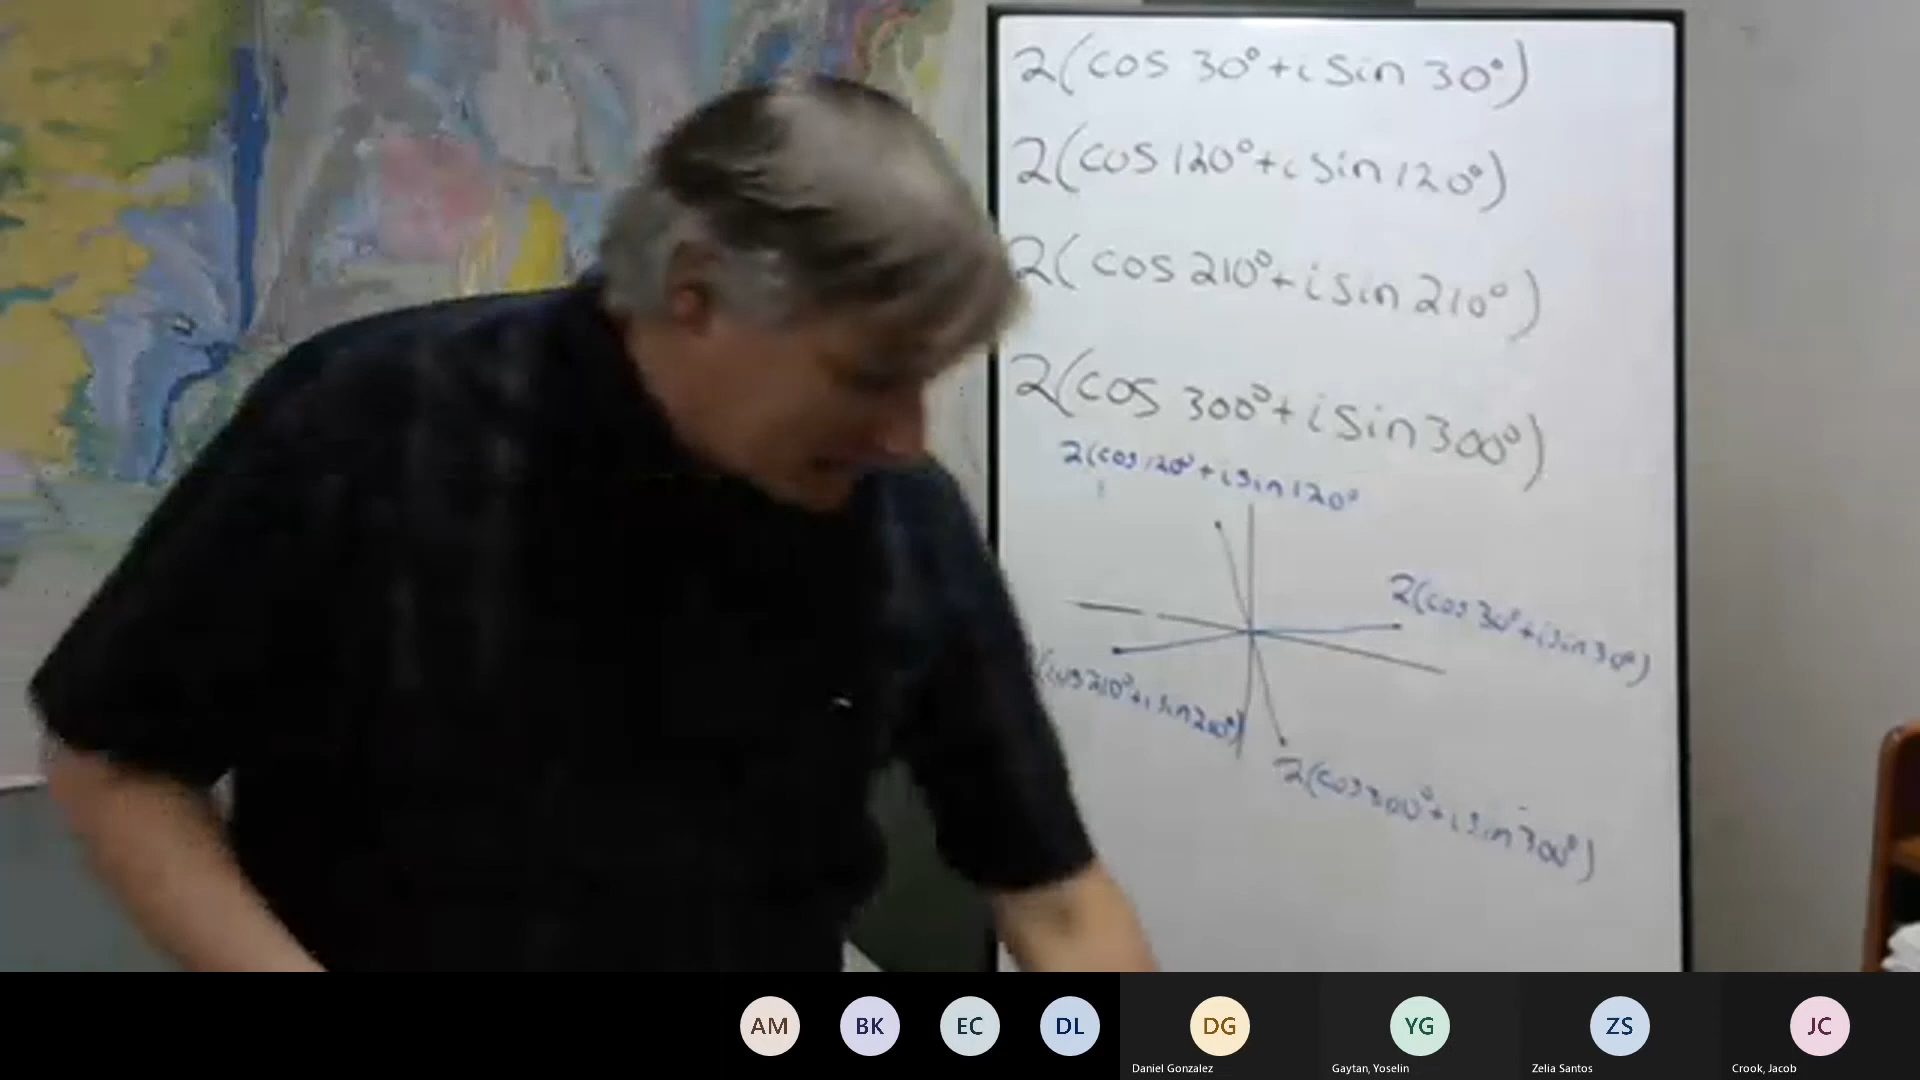 2(cos 30°+i sin 30°)
2(cos 120°+i sin 120°)
2(cos 210°+i sin 210°)
2(cos 300°+i sin 300°)
2(cos 120°+i sin 120°
2(cos 30°+i sin 30°)
(cos 210°+i sin 210°)
2(cos 300°+i sin 300°)
AM BK EC DL DG YG ZS JC
Daniel Gonzalez Gaytan, Yoselin Zelia Santos Crook, Jacob